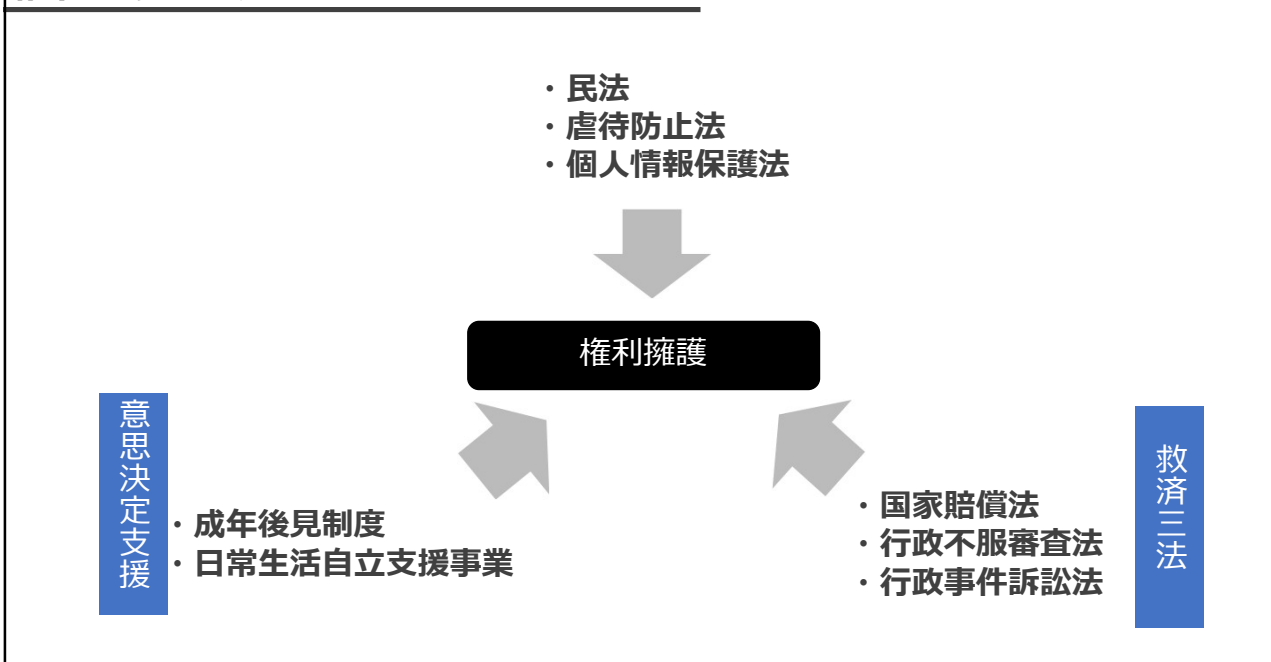 ・民法
・虐待防止法
・個人情報保護法
権利擁護
意思決定支援
・成年後見制度
・日常生活自立支援事業
・国家賠償法
・行政不服審査法
・行政事件訴訟法
救済三法